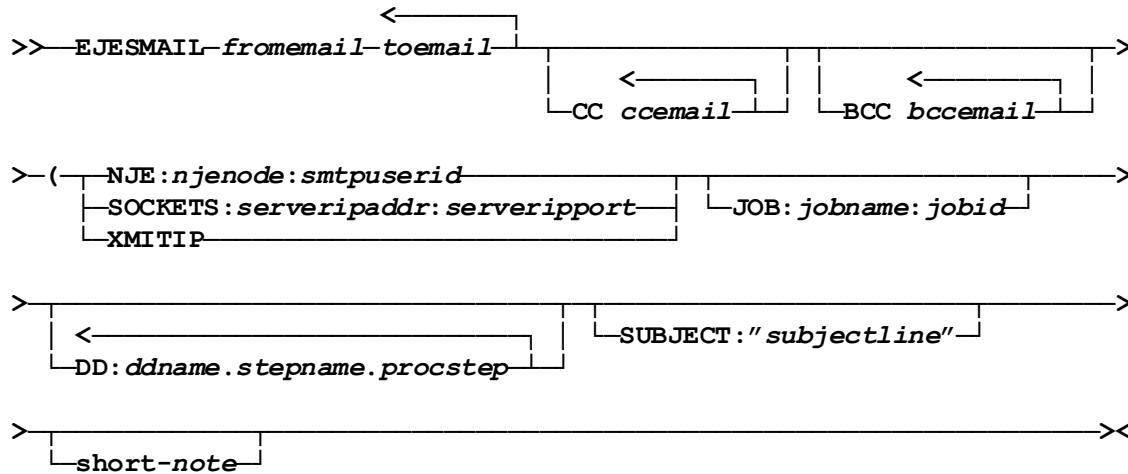 >>──EJESMAIL─fromemail─toemail
CC ccemail
BCC bccemail
>─(─NJE:njenode:smtpuserid
SOCKETS:serveripaddr:serveripport
XMITIP
JOB:jobname:jobid
DD:ddname.stepname.procstep
SUBJECT:"subjectline"
short-note